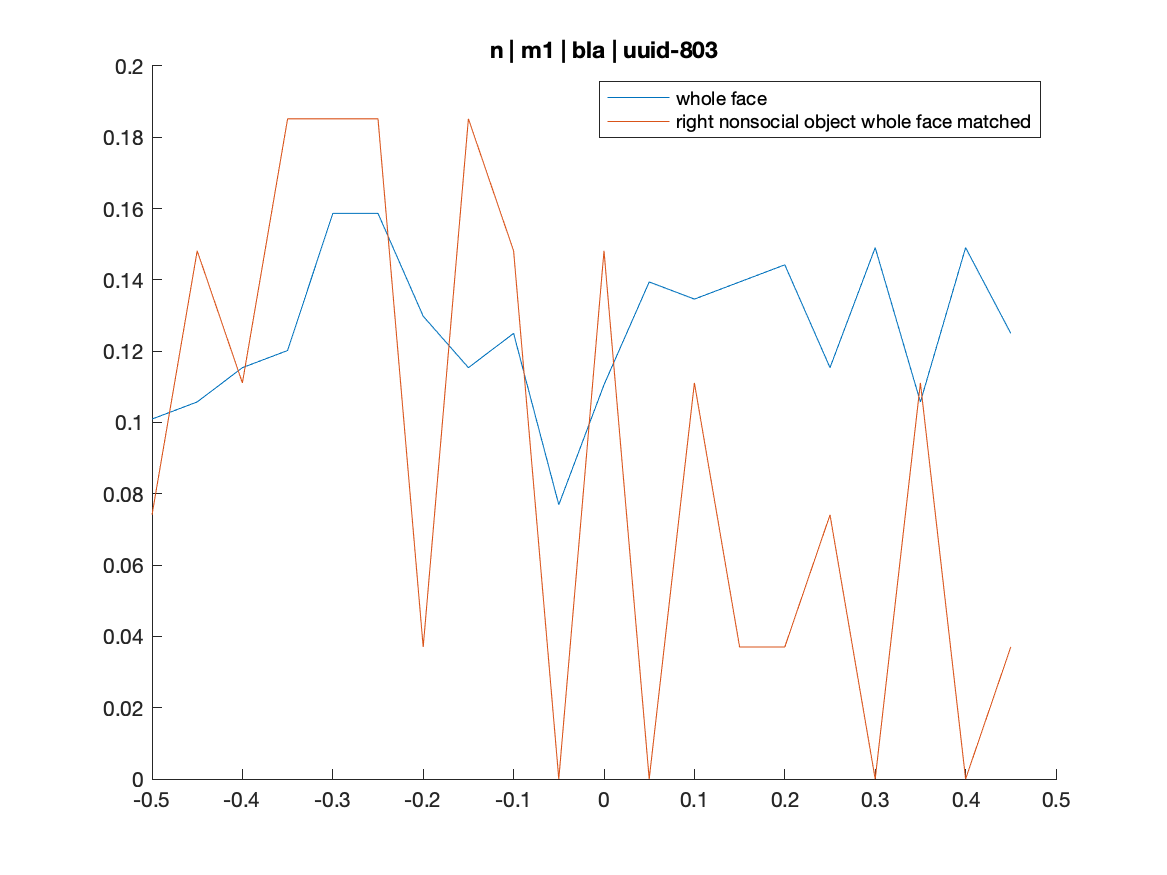 n | m1 | bla | uuid-803
whole face
right nonsocial object whole face matched
0.2
0.18
0.16
0.14
0.12
0.1
0.08
0.06
0.04
0.02
0
-0.5 -0.4 -0.3 -0.2 -0.1 0 0.1 0.2 0.3 0.4 0.5